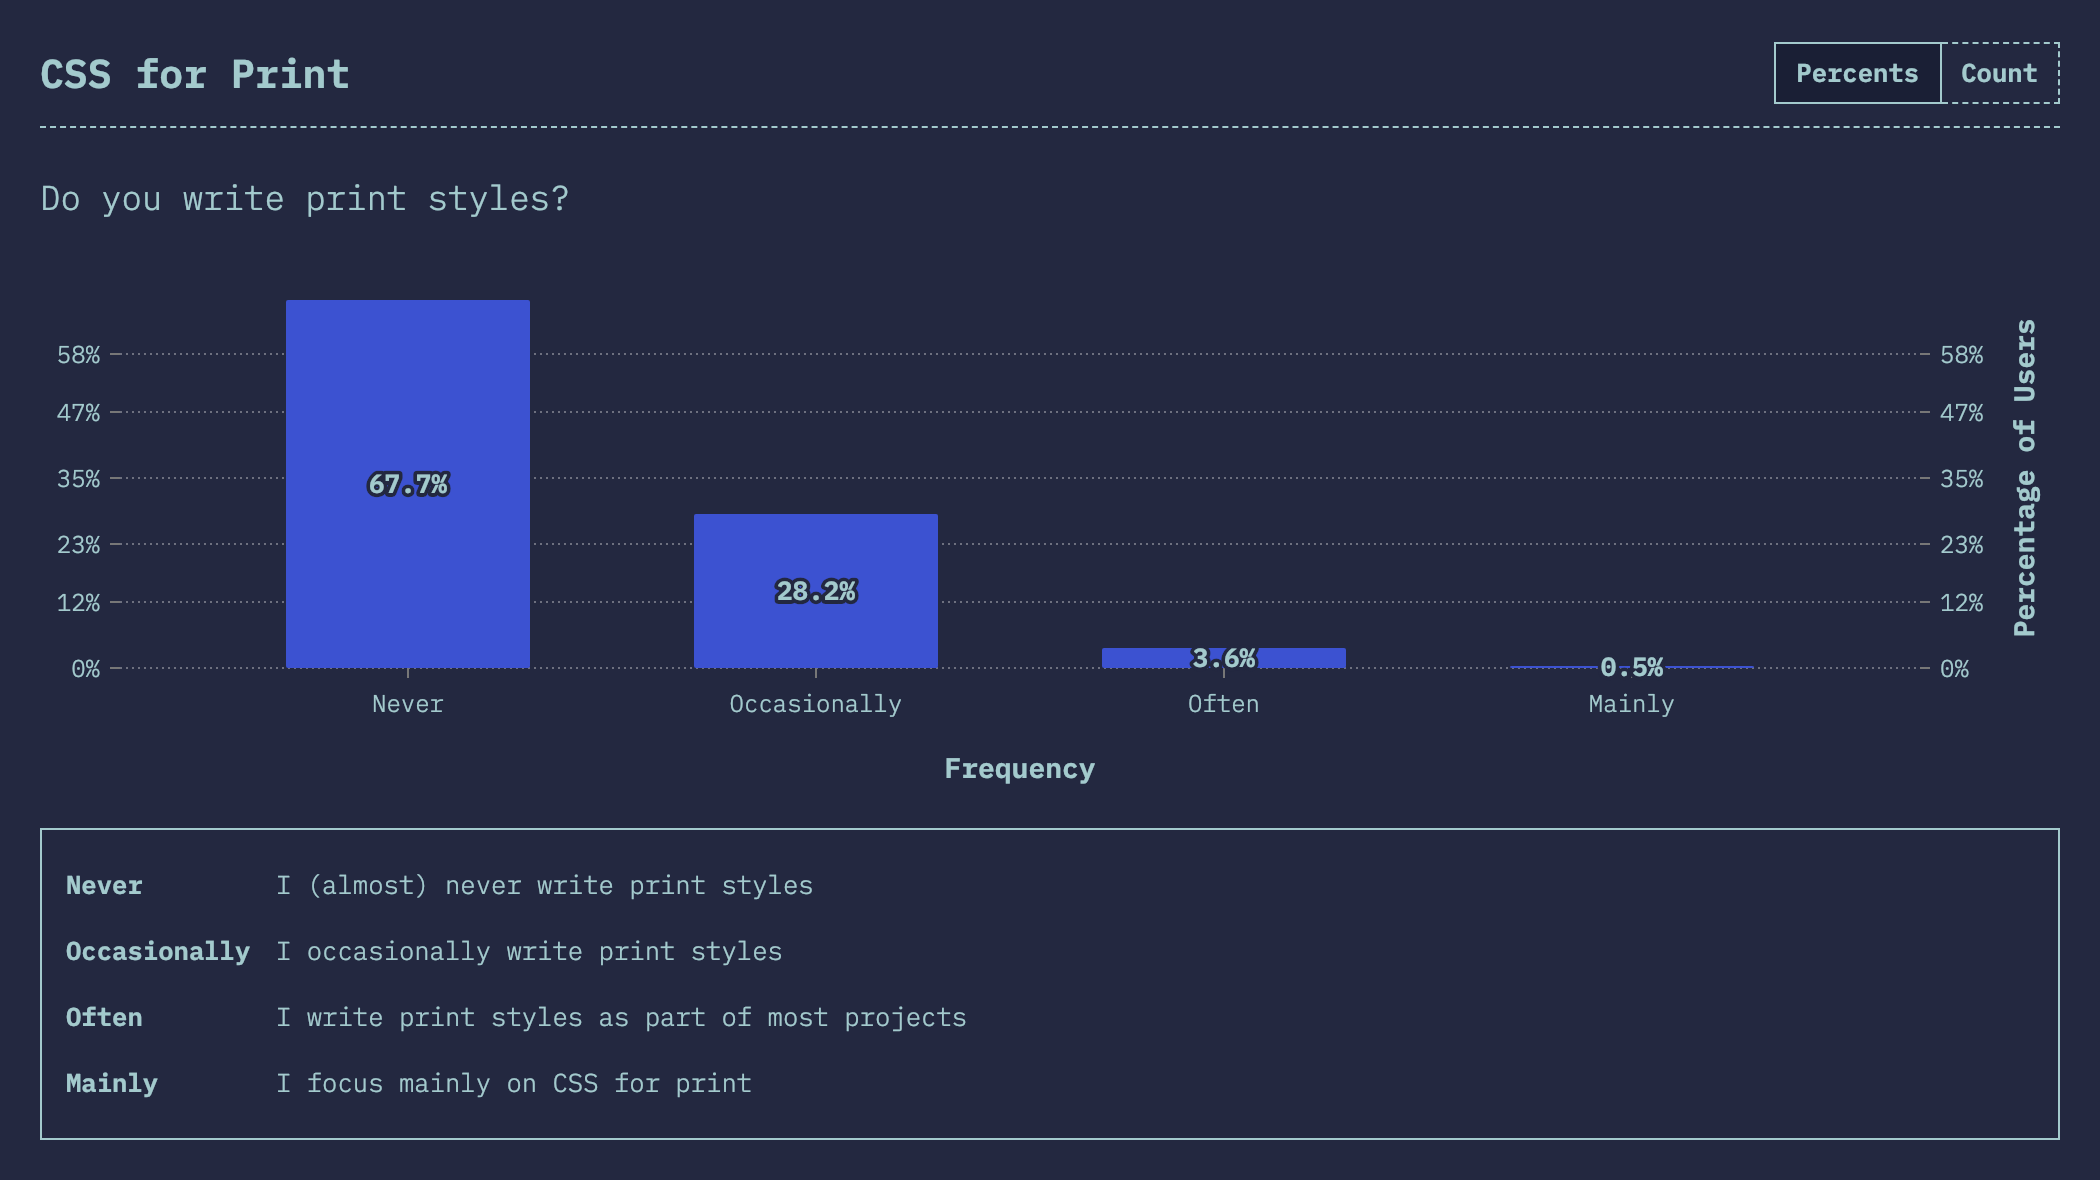 CSS for Print
Percents
Count
Do you write print styles?
58%
47%
35%
23%
12%
0%
67.7%
28.2%
3.6%
0.5%
58%
47%
35%
23%
12%
0%
Percentage of Users
Never
Occasionally
Often
Mainly
Frequency
Never I (almost) never write print styles
Occasionally I occasionally write print styles
Often I write print styles as part of most projects
Mainly I focus mainly on CSS for print